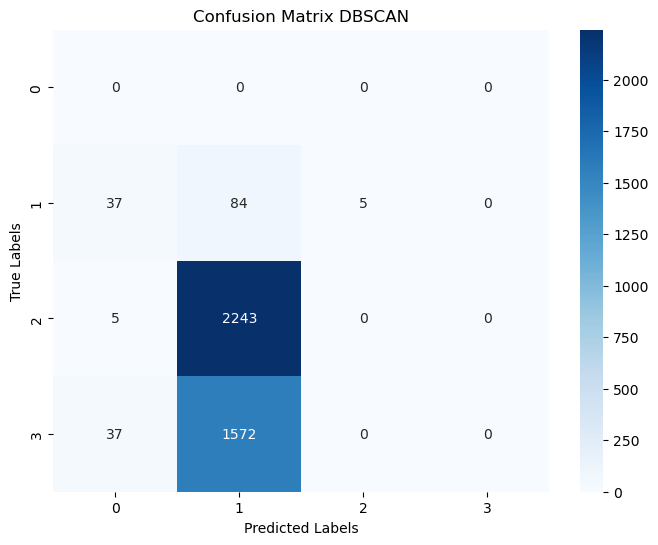 Confusion Matrix DBSCAN
True Labels
0 0 0 0 0
1 37 84 5 0
2 5 2243 0 0
3 37 1572 0 0
0 1 2 3
Predicted Labels
2000
1750
1500
1250
1000
750
500
250
0